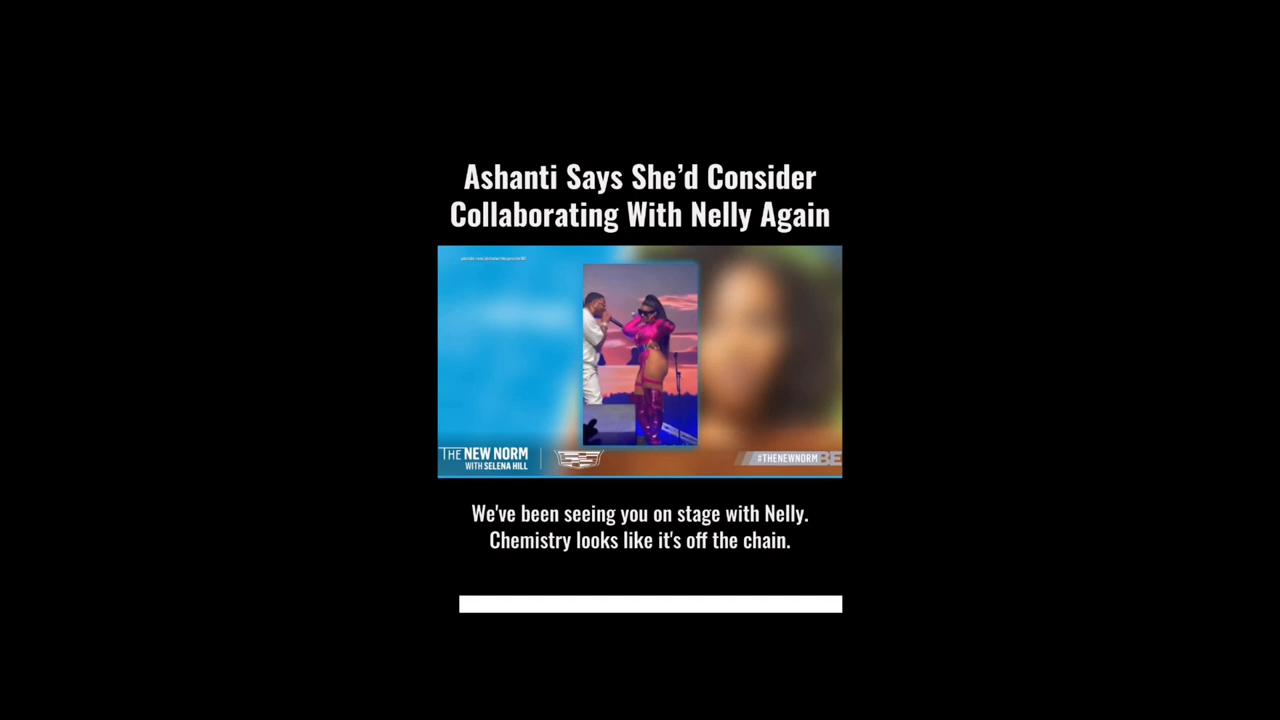 Ashanti Says She’d Consider
Collaborating With Nelly Again
THE NEW NORM
WITH SELENA HILL
#THENEWNORM BE
We've been seeing you on stage with Nelly.
Chemistry looks like it's off the chain.